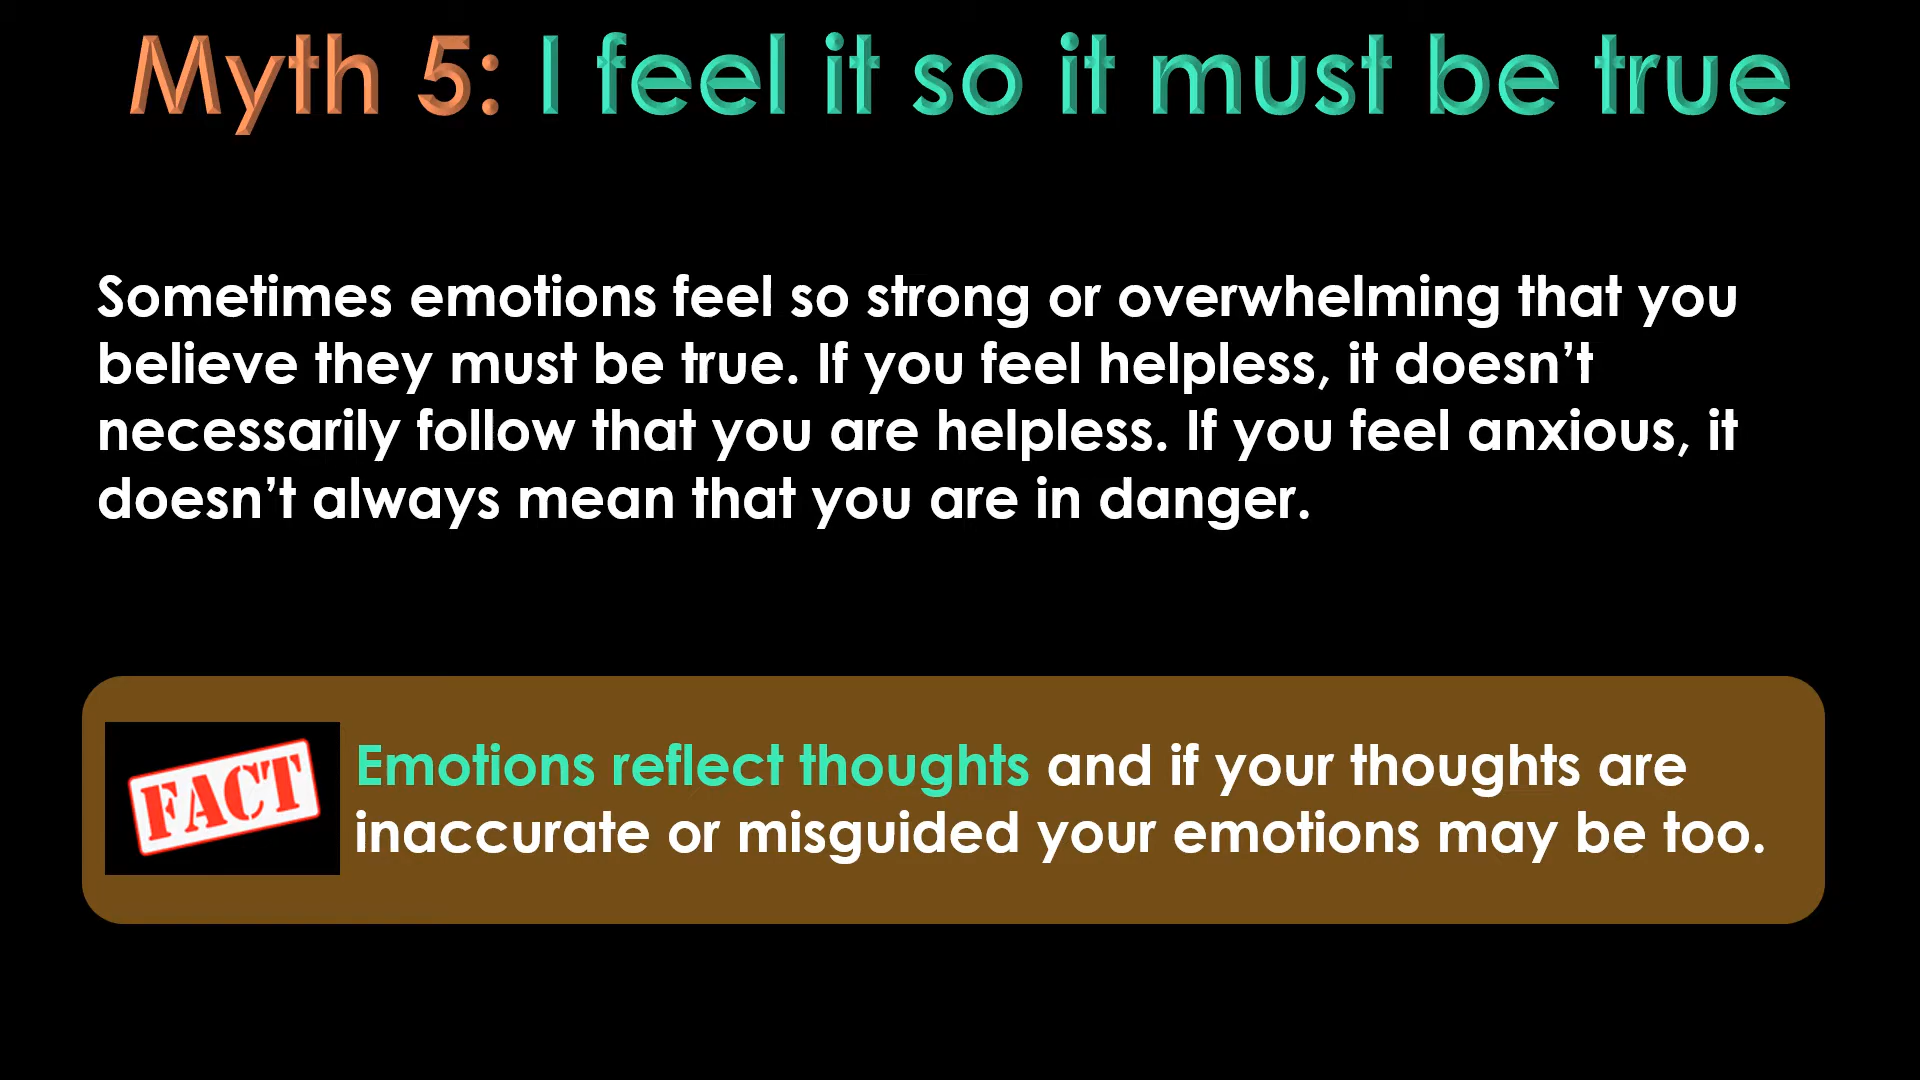 Myth 5: I feel it so it must be true
Sometimes emotions feel so strong or overwhelming that you
believe they must be true. If you feel helpless, it doesn’t
necessarily follow that you are helpless. If you feel anxious, it
doesn’t always mean that you are in danger.
FACT
Emotions reflect thoughts and if your thoughts are
inaccurate or misguided your emotions may be too.